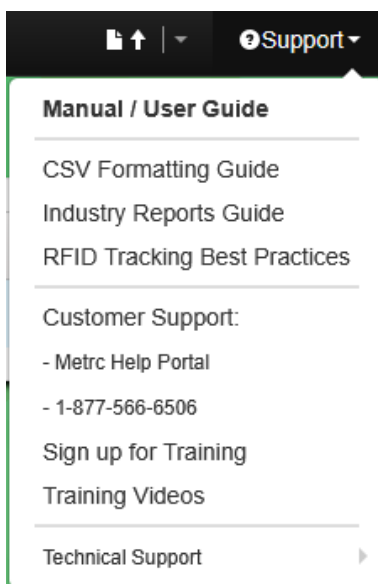 Support
Manual / User Guide
CSV Formatting Guide
Industry Reports Guide
RFID Tracking Best Practices
Customer Support:
- Metrc Help Portal
- 1-877-566-6506
Sign up for Training
Training Videos
Technical Support